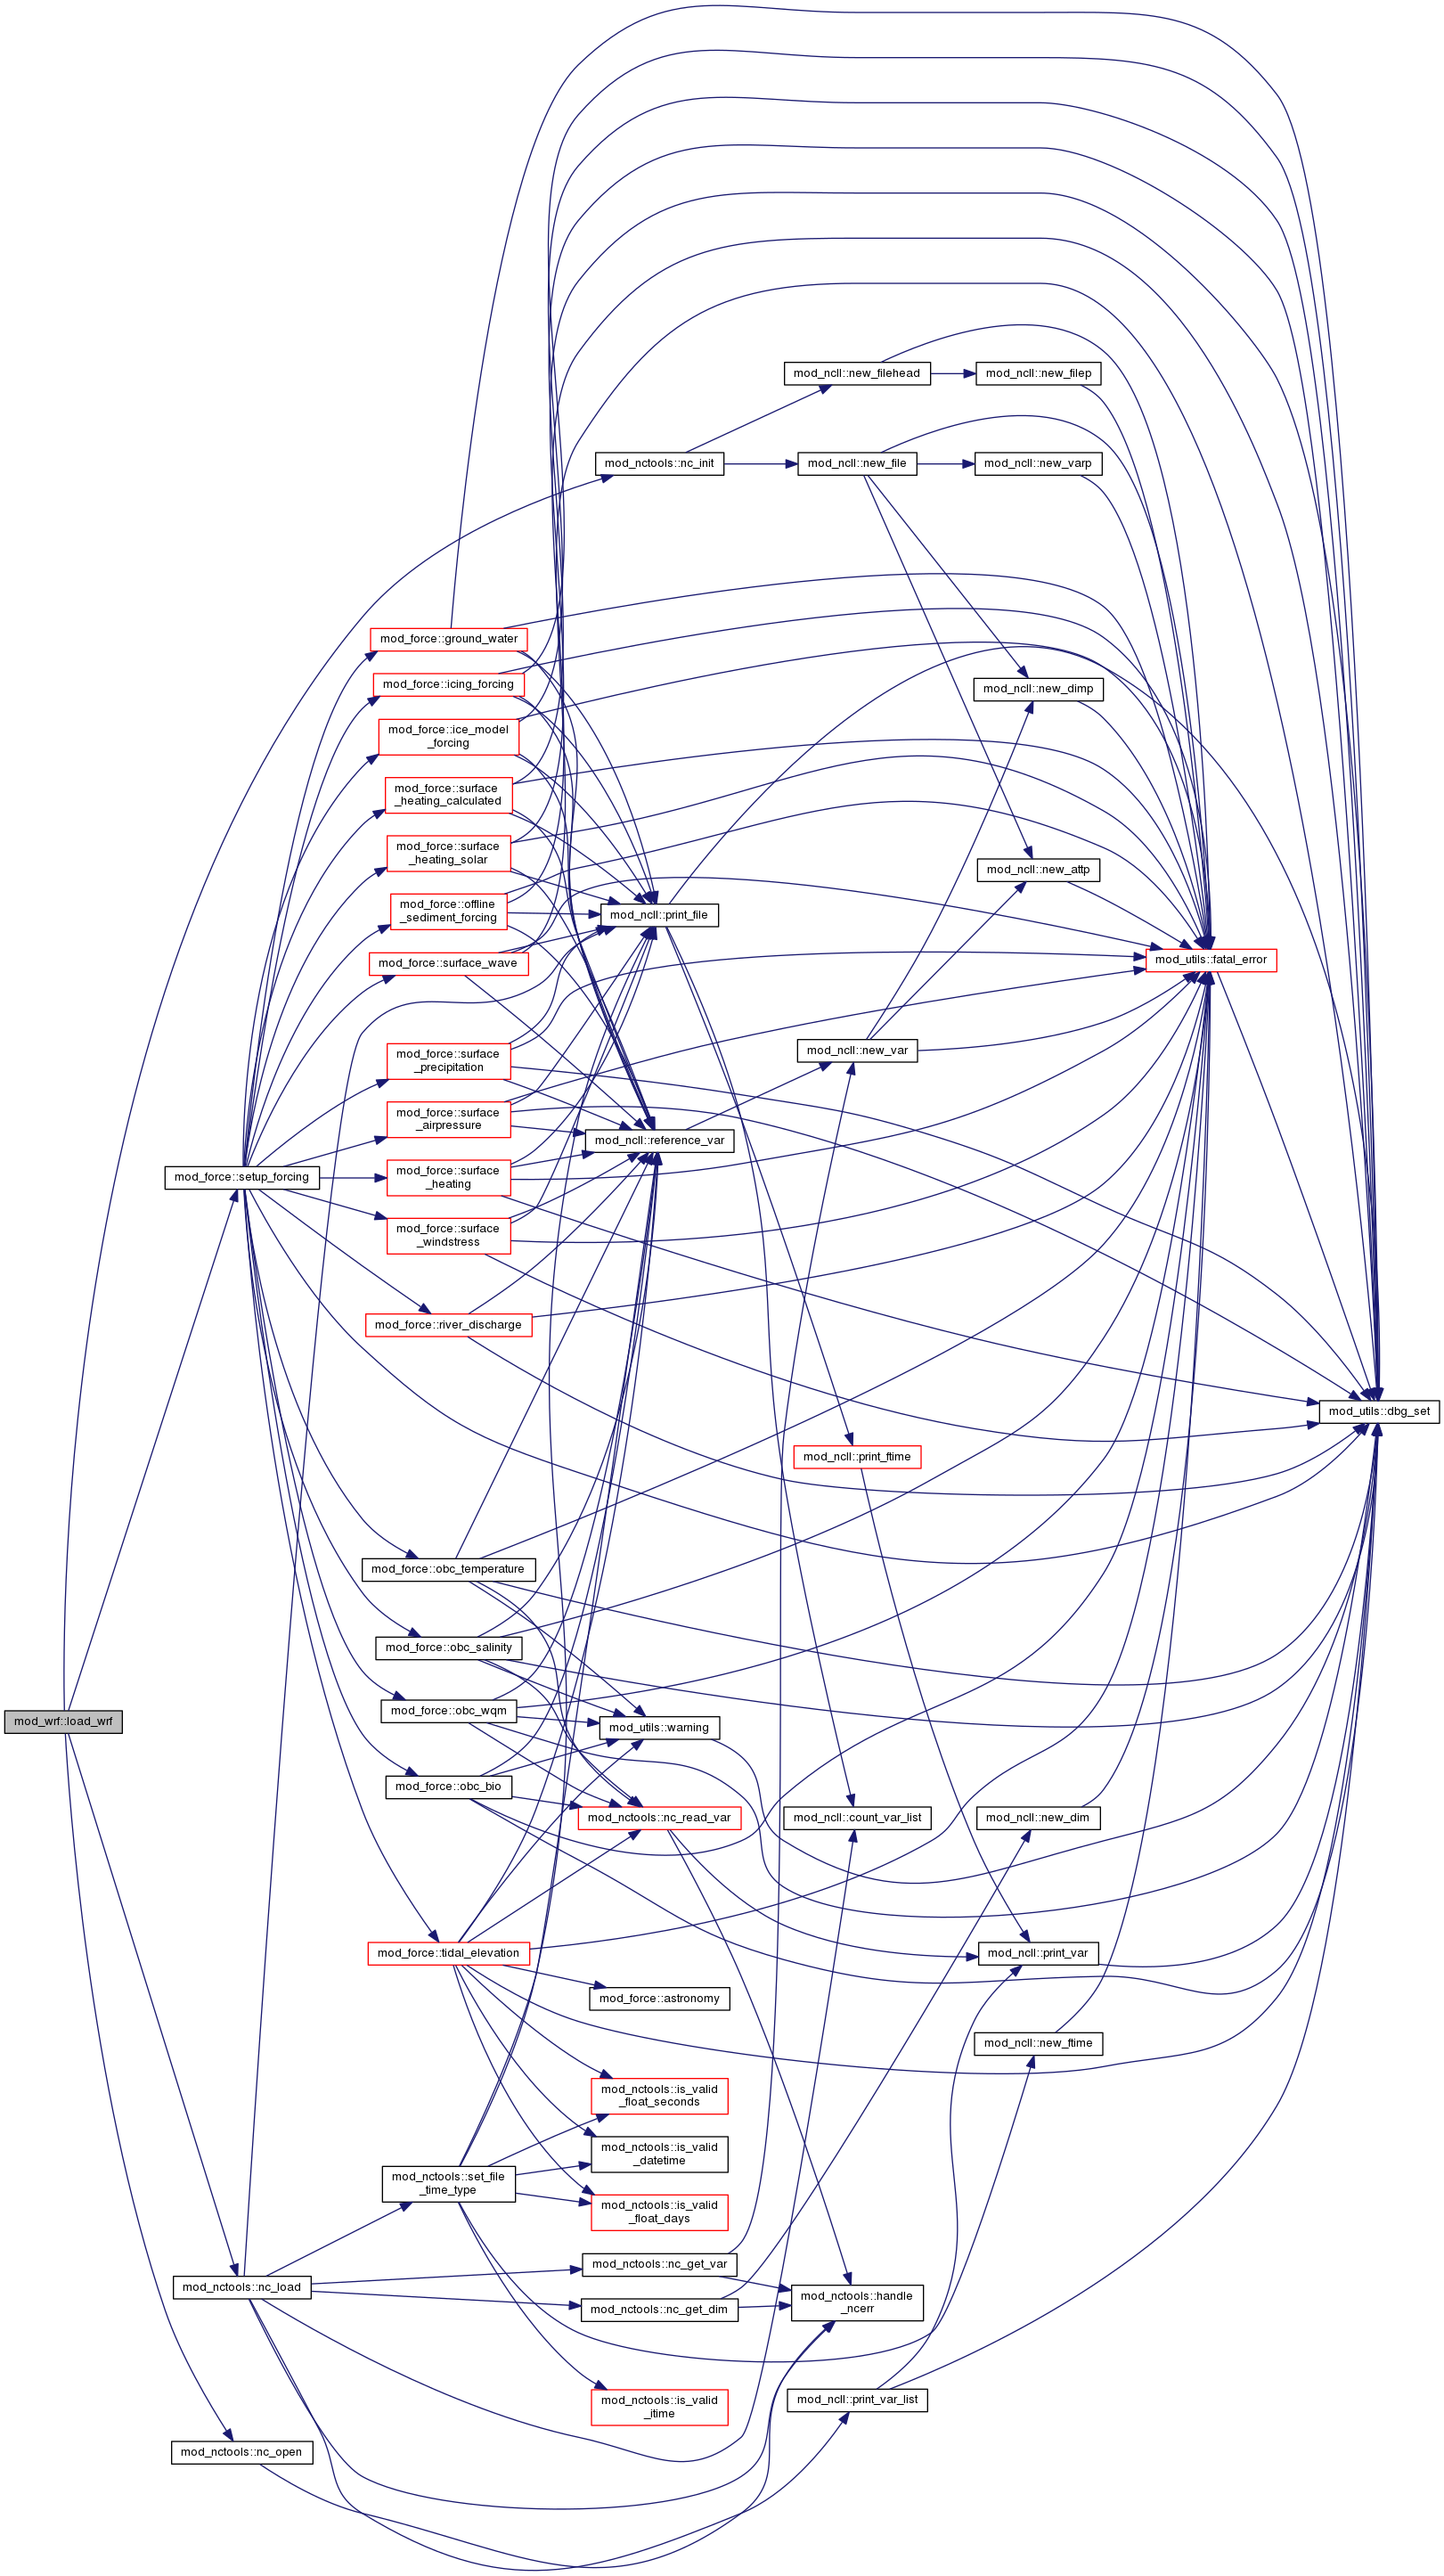 mod_ncll::new_filehead
mod_ncll::new_filep
mod_nctools::nc_init
mod_ncll::new_file
mod_ncll::new_varp
mod_force::ground_water
mod_force::icing_forcing
mod_ncll::new_dimp
mod_force::ice_model
_forcing
mod_force::surface
_heating_calculated
mod_force::surface
_heating_solar
mod_ncll::new_attp
mod_force::offline
_sediment_forcing
mod_ncll::print_file
mod_force::surface_wave
mod_utils::fatal_error
mod_force::surface
_precipitation
mod_ncll::new_var
mod_force::surface
_airpressure
mod_ncll::reference_var
mod_force::setup_forcing
mod_force::surface
_heating
mod_force::surface
_windstress
mod_force::river_discharge
mod_utils::dbg_set
mod_ncll::print_ftime
mod_force::obc_temperature
mod_force::obc_salinity
mod_force::obc_wqm
mod_wrf::load_wrf
mod_utils::warning
mod_force::obc_bio
mod_nctools::nc_read_var
mod_ncll::count_var_list
mod_ncll::new_dim
mod_force::tidal_elevation
mod_ncll::print_var
mod_force::astronomy
mod_ncll::new_ftime
mod_nctools::is_valid
_float_seconds
mod_nctools::is_valid
_datetime
mod_nctools::set_file
_time_type
mod_nctools::is_valid
_float_days
mod_nctools::nc_get_var
mod_nctools::nc_load
mod_nctools::handle
_ncerr
mod_nctools::nc_get_dim
mod_nctools::is_valid
_itime
mod_ncll::print_var_list
mod_nctools::nc_open